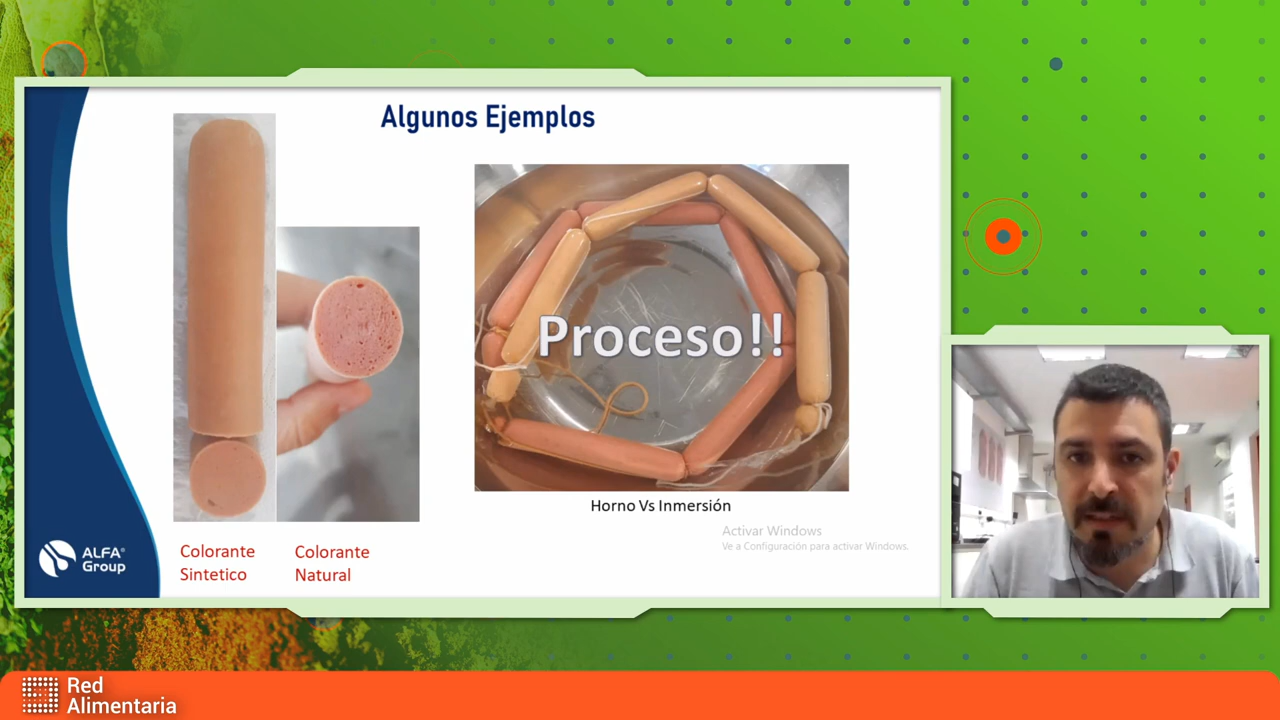 Algunos Ejemplos
Proceso!!
Horno Vs Inmersión
Activar Windows
Ve a Configuración para activar Windows.
Colorante
Sintetico
Colorante
Natural
ALFA®
Group
Red
Alimentaria